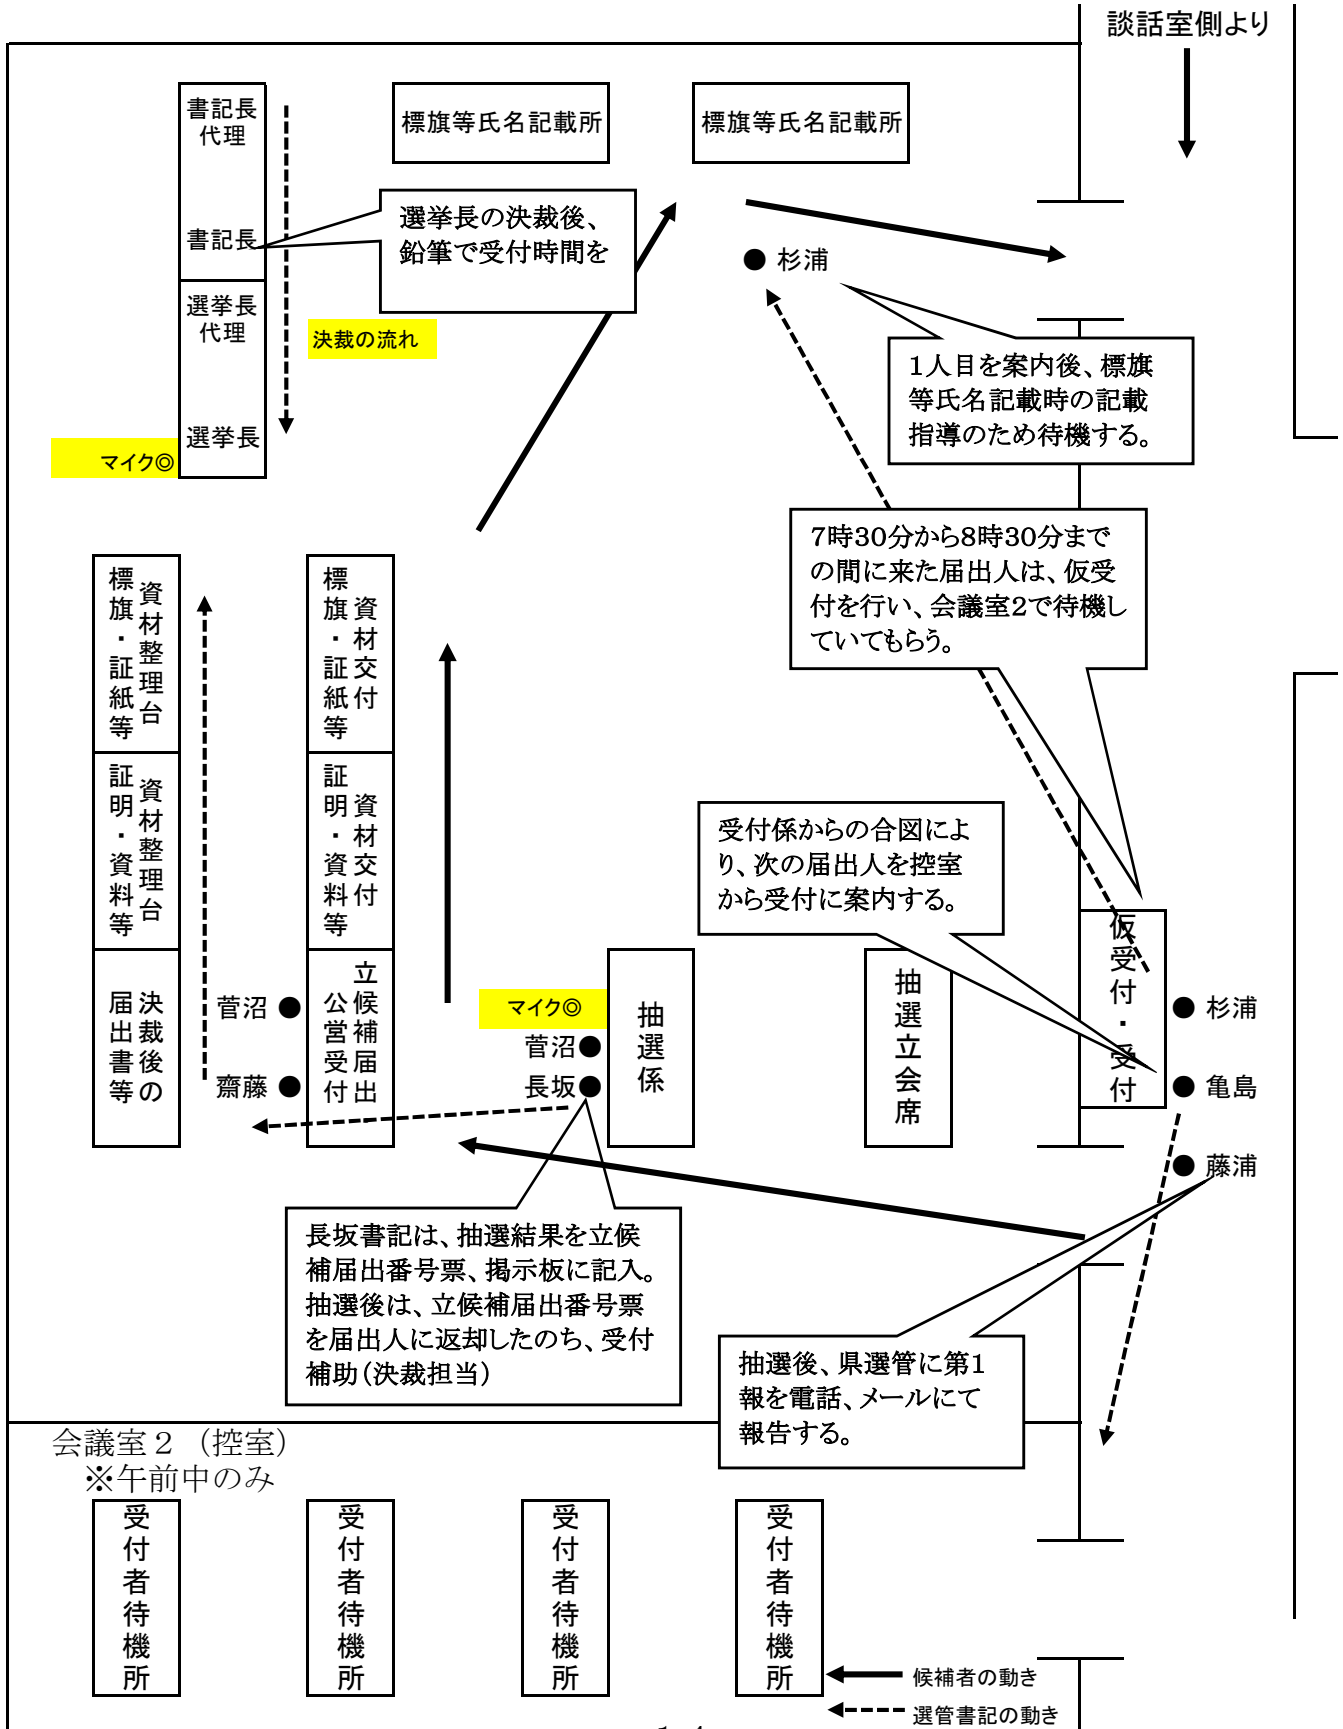 談話室側より
書記長
代理
書記長
選挙長
代理
選挙長
標旗等氏名記載所
標旗等氏名記載所
選挙長の決裁後、
鉛筆で受付時間を
決裁の流れ
マイク◎
● 杉浦
1人目を案内後、標旗
等氏名記載時の記載
指導のため待機する。
7時30分から8時30分まで
の間に来た届出人は、仮受
付を行い、会議室2で待機し
ていてもらう。
資材整理台
標旗・証紙等
資材交付
標旗・証紙等
資材整理台
証明・資料等
資材交付
証明・資料等
受付係からの合図によ
り、次の届出人を控室
から受付に案内する。
決裁後の
届出書等
菅沼 ●
齋藤 ●
立候補届出
公営受付
マイク◎
菅沼●
長坂●
抽選係
抽選立会席
仮受付・受付
● 杉浦
● 亀島
● 藤浦
長坂書記は、抽選結果を立候
補届出番号票、掲示板に記入。
抽選後は、立候補届出番号票
を届出人に返却したのち、受付
補助(決裁担当)
抽選後、県選管に第1
報を電話、メールにて
報告する。
会議室2(控室)
※午前中のみ
受付者待機所
受付者待機所
受付者待機所
受付者待機所
候補者の動き
選管書記の動き